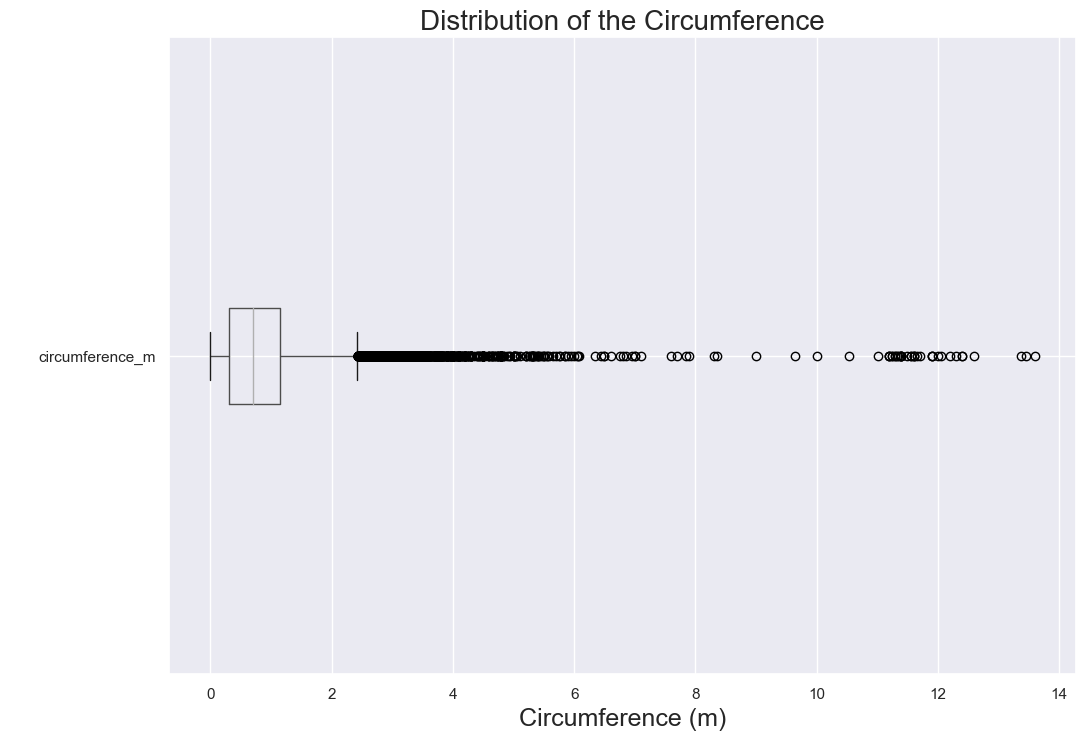 Distribution of the Circumference
circumference_m
0 2 4 6 8 10 12 14
Circumference (m)